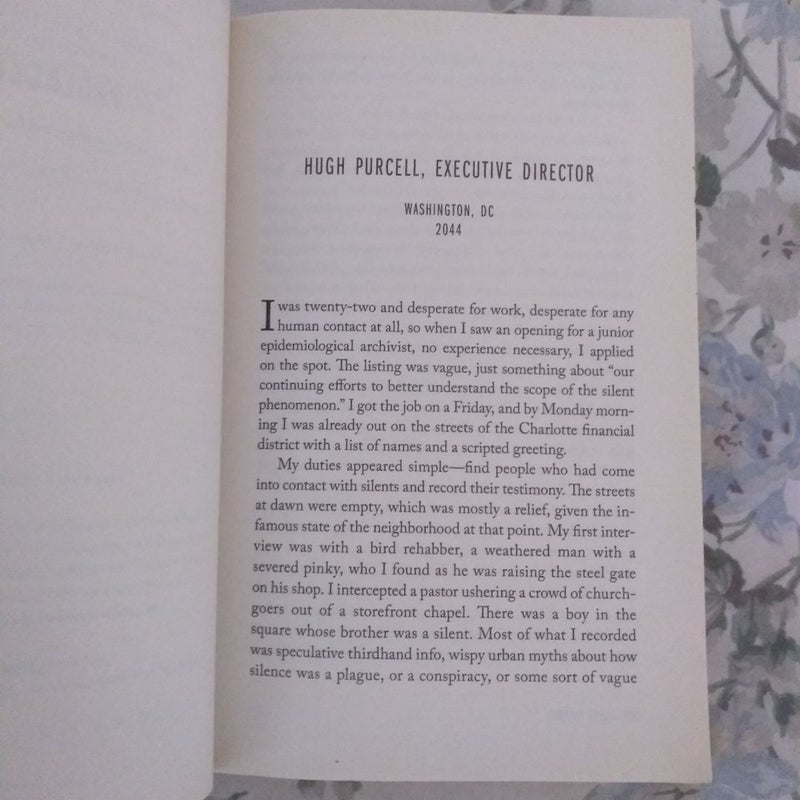 HUGH PURCELL, EXECUTIVE DIRECTOR
WASHINGTON, DC
2044
I was twenty-two and desperate for work, desperate for any
human contact at all, so when I saw an opening for a junior
epidemiological archivist, no experience necessary, I applied
on the spot. The listing was vague, just something about “our
continuing efforts to better understand the scope of the silent
phenomenon.” I got the job on a Friday, and by Monday morn-
ing I was already out on the streets of the Charlotte financial
district with a list of names and a scripted greeting.
My duties appeared simple—find people who had come
into contact with silents and record their testimony. The streets
at dawn were empty, which was mostly a relief, given the in-
famous state of the neighborhood at that point. My first inter-
view was with a bird rehabber, a weathered man with a
severed pinky, who I found as he was raising the steel gate
on his shop. I intercepted a pastor ushering a crowd of church-
goers out of a storefront chapel. There was a boy in the
square whose brother was a silent. Most of what I recorded
was speculative thirdhand info, wispy urban myths about how
silence was a plague, or a conspiracy, or some sort of vague